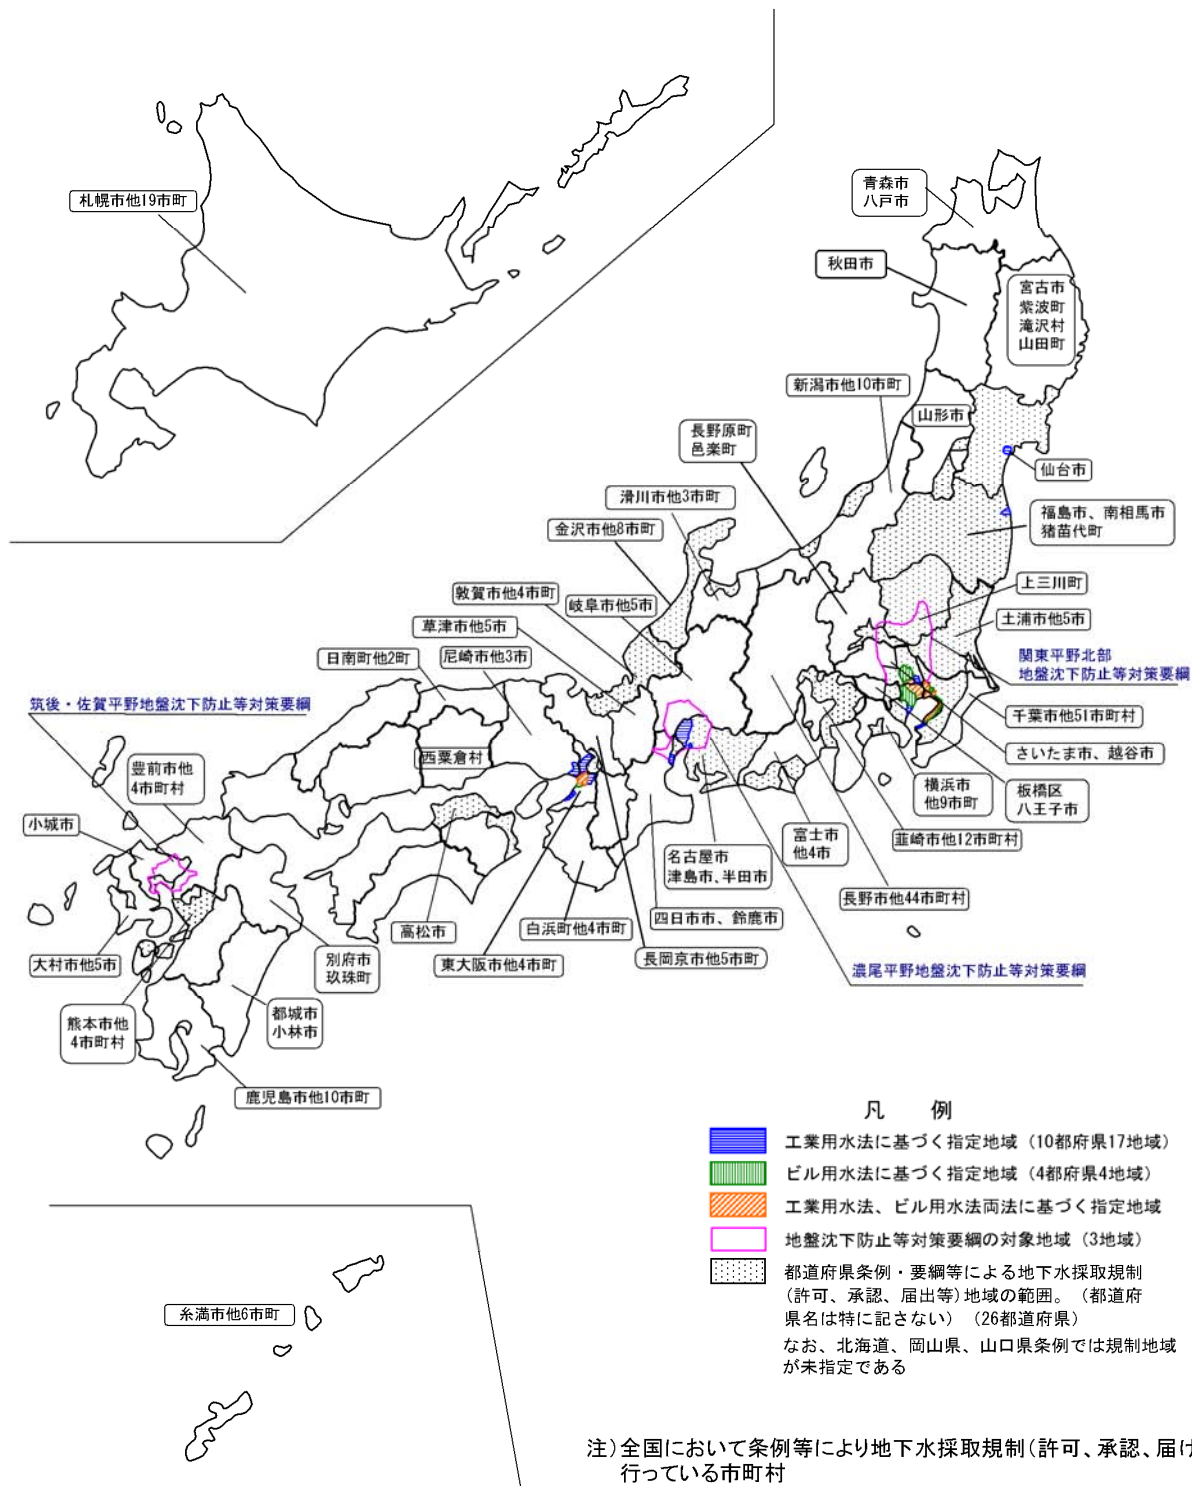 札幌市他19市町
青森市
八戸市
秋田市
宮古市
紫波町
滝沢村
山田町
新潟市他10市町
山形市
長野原町
邑楽町
仙台市
滑川市他3市町
福島市、南相馬市
猪苗代町
金沢市他8市町
上三川町
敦賀市他4市町
岐阜市他5市
土浦市他5市
草津市他5市
関東平野北部
地盤沈下防止等対策要綱
日南町他2町
尼崎市他3市
筑後・佐賀平野地盤沈下防止等対策要綱
千葉市他51市町村
西粟倉村
さいたま市、越谷市
豊前市他
4市町村
横浜市
他9市町
板橋区
八王子市
小城市
富士市
他4市
韮崎市他12市町村
名古屋市
津島市、半田市
長野市他44市町村
高松市
白浜町他4市町
四日市市、鈴鹿市
大村市他5市
別府市
玖珠町
東大阪市他4市町
長岡京市他5市町
濃尾平野地盤沈下防止等対策要綱
熊本市他
4市町村
都城市
小林市
鹿児島市他10市町
凡 例
工業用水法に基づく指定地域（10都府県17地域）
ビル用水法に基づく指定地域（4都府県4地域）
工業用水法、ビル用水法両法に基づく指定地域
地盤沈下防止等対策要綱の対象地域（3地域）
都道府県条例・要綱等による地下水採取規制
（許可、承認、届出等）地域の範囲。（都道府
県名は特に記さない）（26都道府県）
なお、北海道、岡山県、山口県条例では規制地域
が未指定である
糸満市他6市町
注）全国において条例等により地下水採取規制（許可、承認、届け
行っている市町村